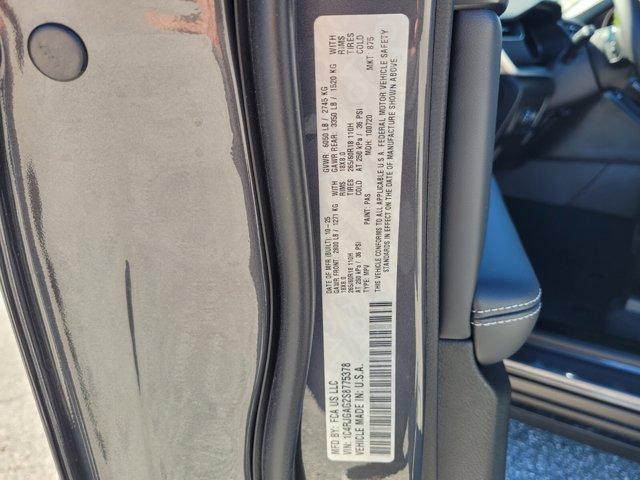 MFD BY: FCA US LLC
DATE OF MFR (BUILT): 10-25
GVWR: 6050 LB / 2745 KG
GAWR FRONT: 2800 LB / 1271 KG WITH
18X8.0 RIMS
265/60R18 110H TIRES
AT 250 kPa / 36 PSI COLD
GAWR REAR: 3350 LB / 1520 KG WITH
18X8.0 RIMS
265/60R18 110H TIRES
AT 250 kPa / 36 PSI COLD
VIN: 1C4RJGAG2S8775378
TYPE: MPV PAINT: PAS MDH: 100720 MKT: 875
VEHICLE MADE IN U.S.A.
THIS VEHICLE CONFORMS TO ALL APPLICABLE U.S.A. FEDERAL MOTOR VEHICLE SAFETY
STANDARDS IN EFFECT ON THE DATE OF MANUFACTURE SHOWN ABOVE.